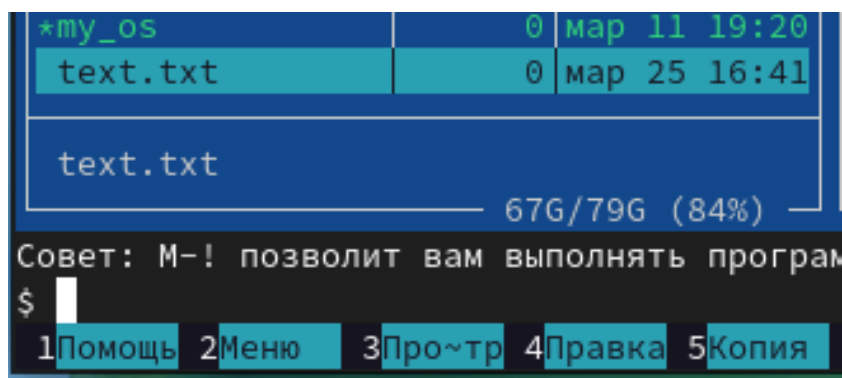 *my_os 0 мар 11 19:20
text.txt 0 мар 25 16:41
text.txt
67G/79G (84%)
Совет: M-! позволит вам выполнять програм
$
1Помощь 2Меню 3Про~тр 4Правка 5Копия